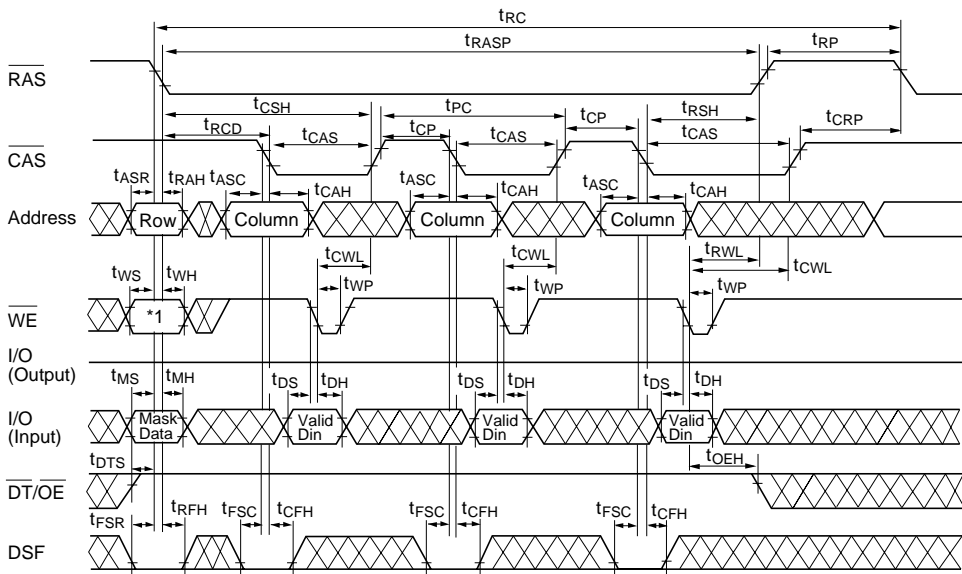 tRC
tRASP
tRP
RAS
tCSH
tPC
tRSH
tRCD
tCP
tCP
tCRP
tCAS
tCAS
tCAS
CAS
tASR
tRAH
tASC
tCAH
tASC
tCAH
tASC
tCAH
Address
Row
Column
Column
Column
tCWL
tCWL
tRWL
tCWL
tWS
tWH
tWP
tWP
tWP
WE
*1
I/O
(Output)
tMS
tMH
tDS
tDH
tDS
tDH
tDS
tDH
I/O
(Input)
Mask
Data
Valid
Din
Valid
Din
Valid
Din
tDTS
tOEH
DT/OE
tFSR
tRFH
tFSC
tCFH
tFSC
tCFH
tFSC
tCFH
DSF